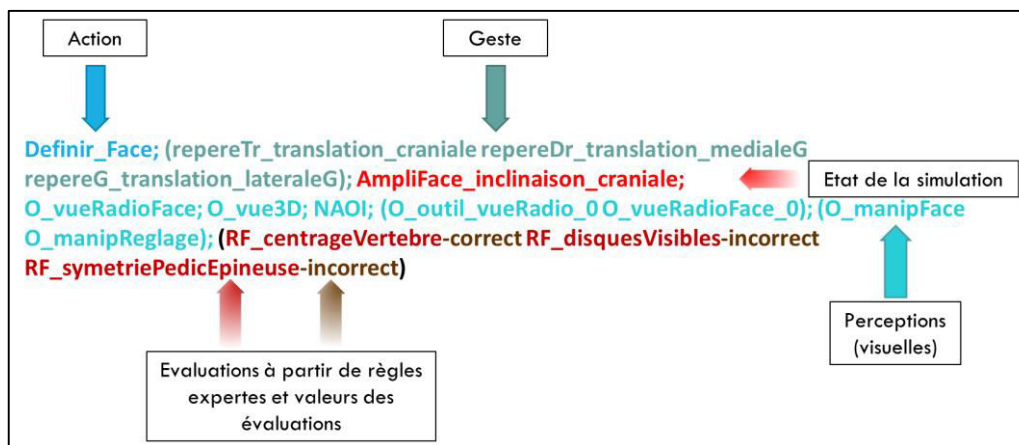 Action
Geste
Definir_Face; (repereTr_translation_craniale repereDr_translation_medialeG
repereG_translation_lateraleG); AmpliFace_inclinaison_craniale;
Etat de la simulation
O_vueRadioFace; O_vue3D; NAOI; (O_outil_vueRadio_0 O_vueRadioFace_0); (O_manipFace
O_manipReglage); (RF_centrageVertebre-correct RF_disquesVisibles-incorrect
RF_symetriePedicEpineuse-incorrect)
Perceptions
(visuelles)
Evaluations à partir de règles
expertes et valeurs des
évaluations